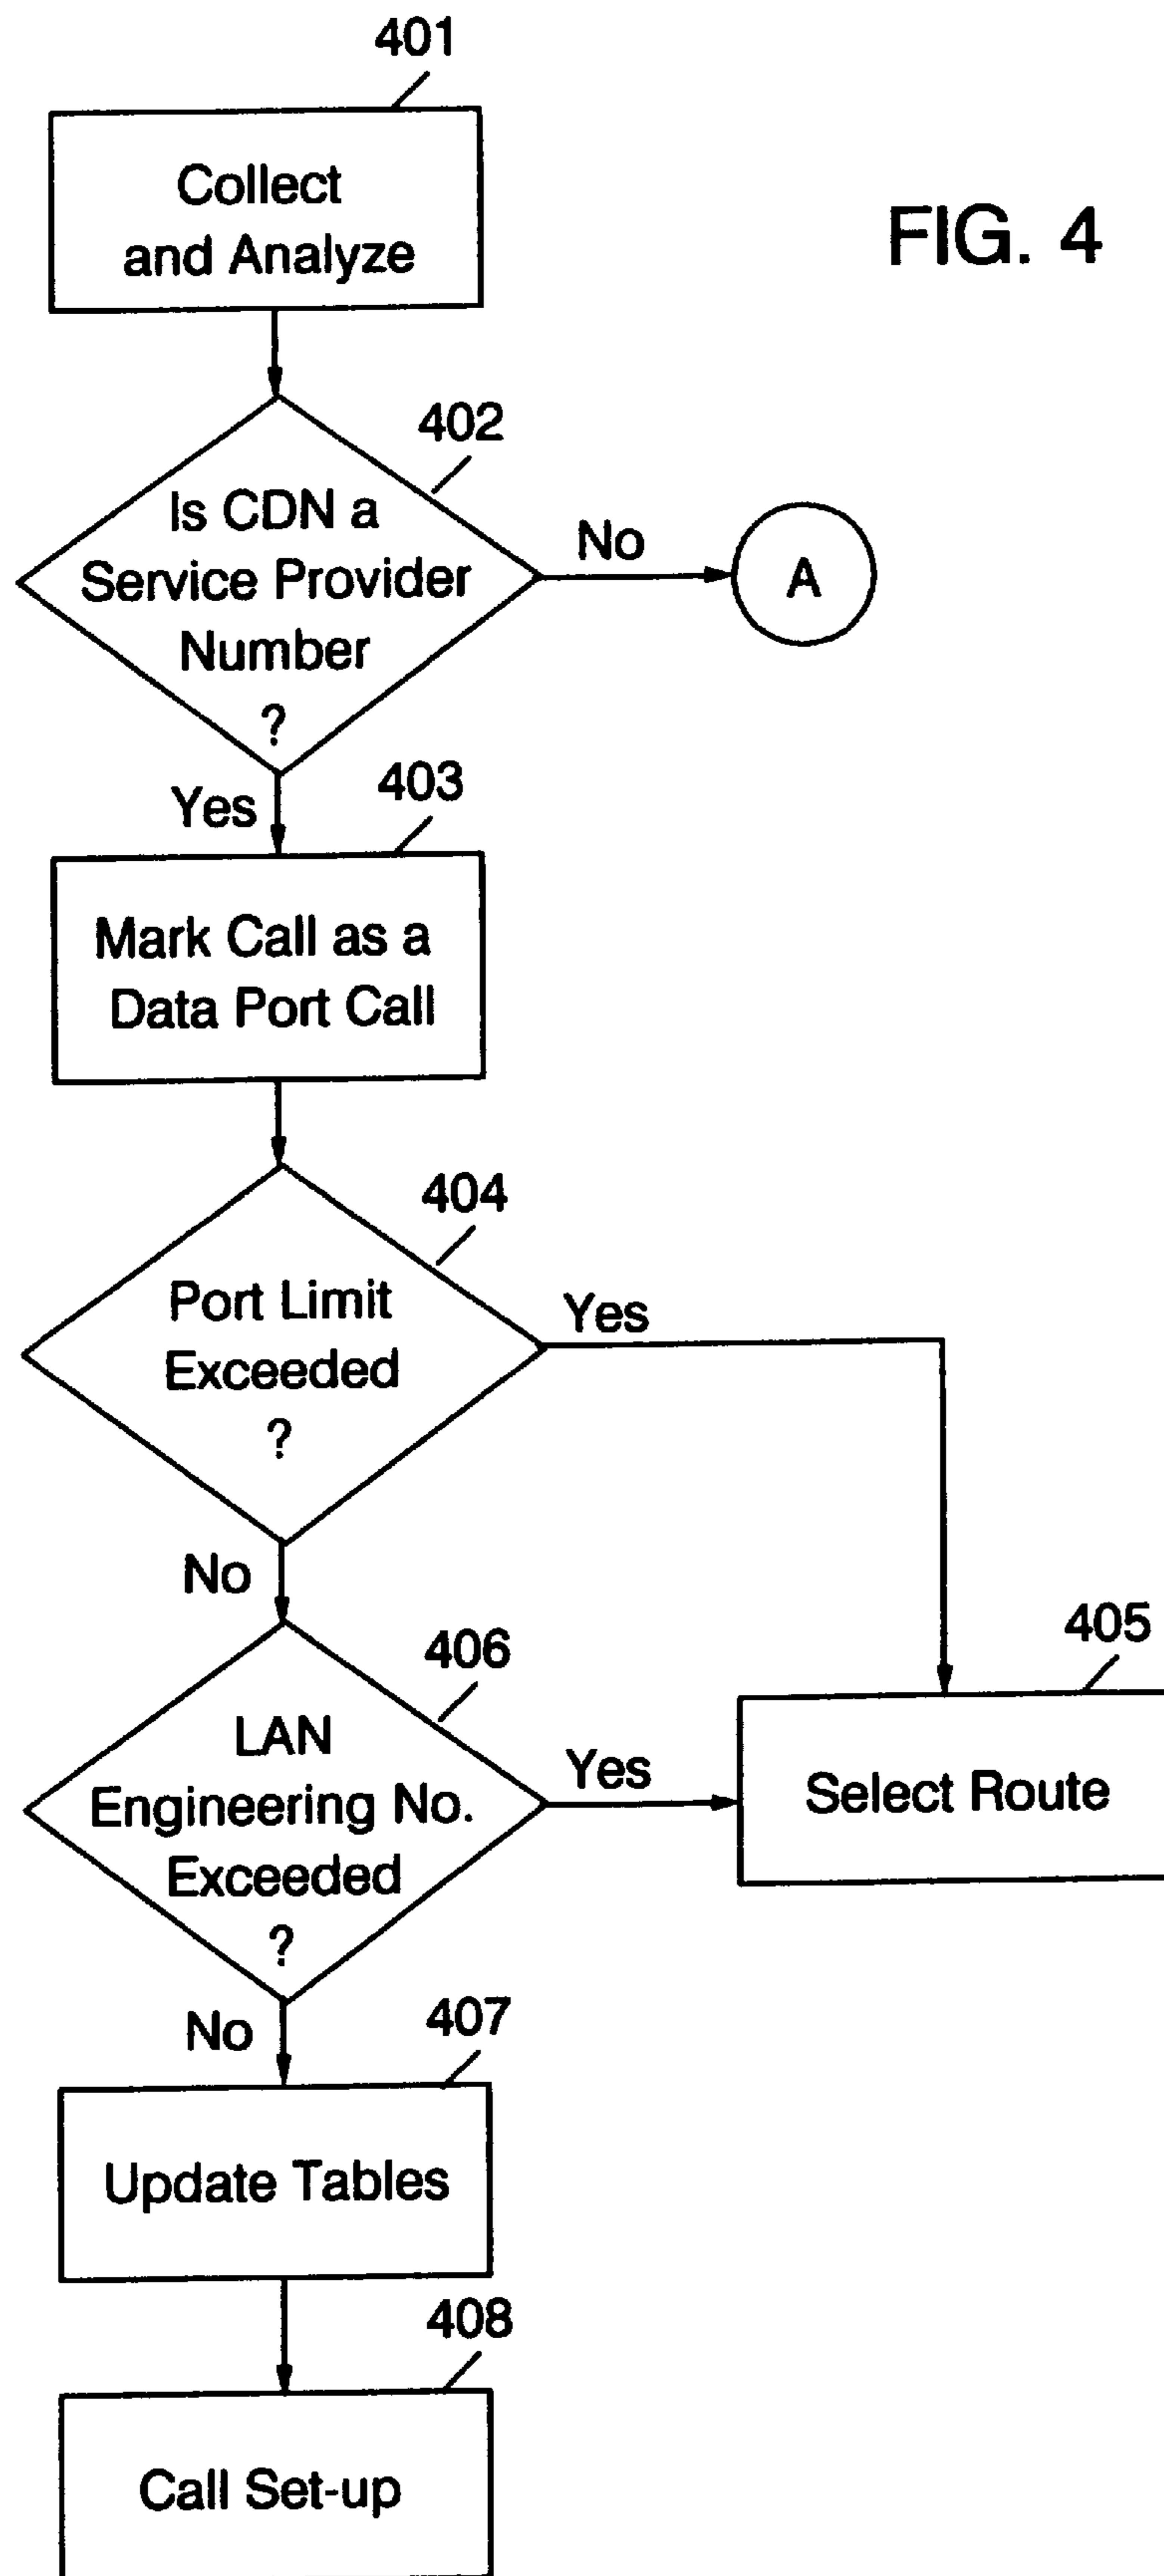 401
Collect
and Analyze
FIG. 4
402
Is CDN a
Service Provider
Number
?
No
A
Yes
403
Mark Call as a
Data Port Call
404
Port Limit
Exceeded
?
Yes
No
405
406
LAN
Engineering No.
Exceeded
?
Yes
Select Route
No
407
Update Tables
408
Call Set-up